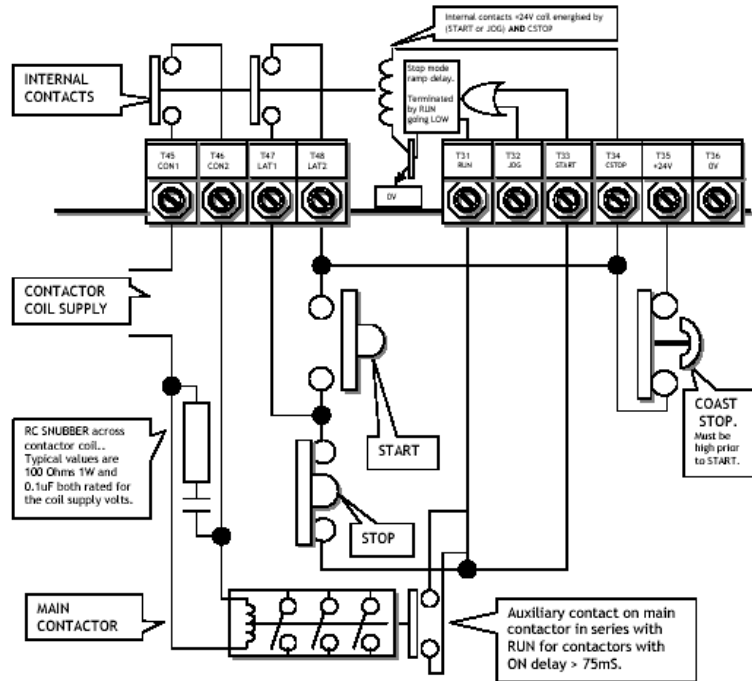 Internal contacts +24V coil energised by
(START or JOG) AND CSTOP
INTERNAL
CONTACTS
Stop mode
ramp delay.
Terminated
by RUN
going LOW
T45
CON1
T46
CON2
T47
LAT1
T48
LAT2
0V
T31
RUN
T32
JOG
T33
START
T34
CSTOP
T35
+24V
T36
0V
CONTACTOR
COIL SUPPLY
RC SNUBBER across
contactor coil..
Typical values are
100 Ohms 1W and
0.1uF both rated for
the coil supply volts.
START
STOP
COAST
STOP.
Must be
high prior
to START.
MAIN
CONTACTOR
Auxiliary contact on main
contactor in series with
RUN for contactors with
ON delay > 75mS.